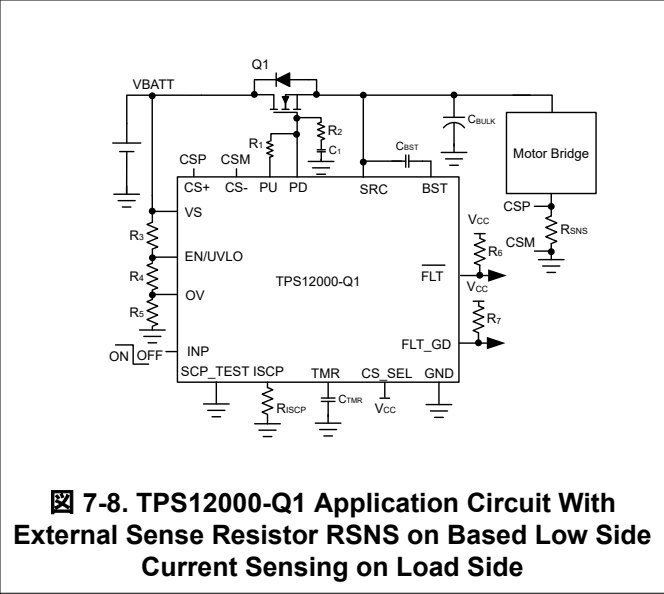 Q1
VBATT
R1
R2
C1
CBST
CBULK
Motor Bridge
CSP CSM
CS+ CS- PU PD SRC BST
CSP
RSNS
CSM
VS
R3
EN/UVLO
R4
OV
R5
TPS12000-Q1
VCC
R6
FLT
VCC
R7
FLT_GD
ON OFF INP
SCP_TEST ISCP TMR CS_SEL GND
RISCP
CTMR
VCC
図 7-8. TPS12000-Q1 Application Circuit With
External Sense Resistor RSNS on Based Low Side
Current Sensing on Load Side